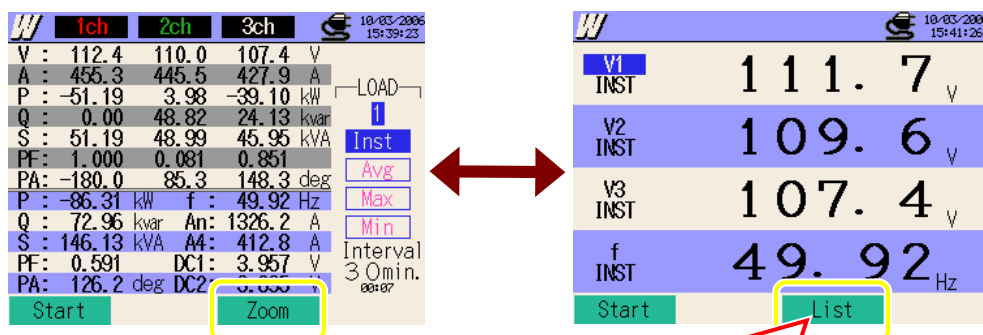 1ch 2ch 3ch 10/03/2006
15:39:23
V : 112.4 110.0 107.4 V
A : 455.3 445.5 427.9 A
P : -51.19 3.98 -39.10 kW
Q : 0.00 48.82 24.13 kvar
S : 51.19 48.99 45.95 kVA
PF: 1.000 0.081 0.851
PA: -180.0 85.3 148.3 deg
P : -86.31 kW f : 49.92 Hz
Q : 72.96 kvar An: 1326.2 A
S : 146.13 kVA A4: 412.8 A
PF: 0.591 DC1: 3.957 V
PA: 126.2 deg DC2: V
LOAD
1
Inst
Avg
Max
Min
Interval
30min.
00:07
Start Zoom
10/03/200
15:41:26
V1
INST 111.7 V
V2
INST 109.6 V
V3
INST 107.4 V
f
INST 49.92 Hz
Start List